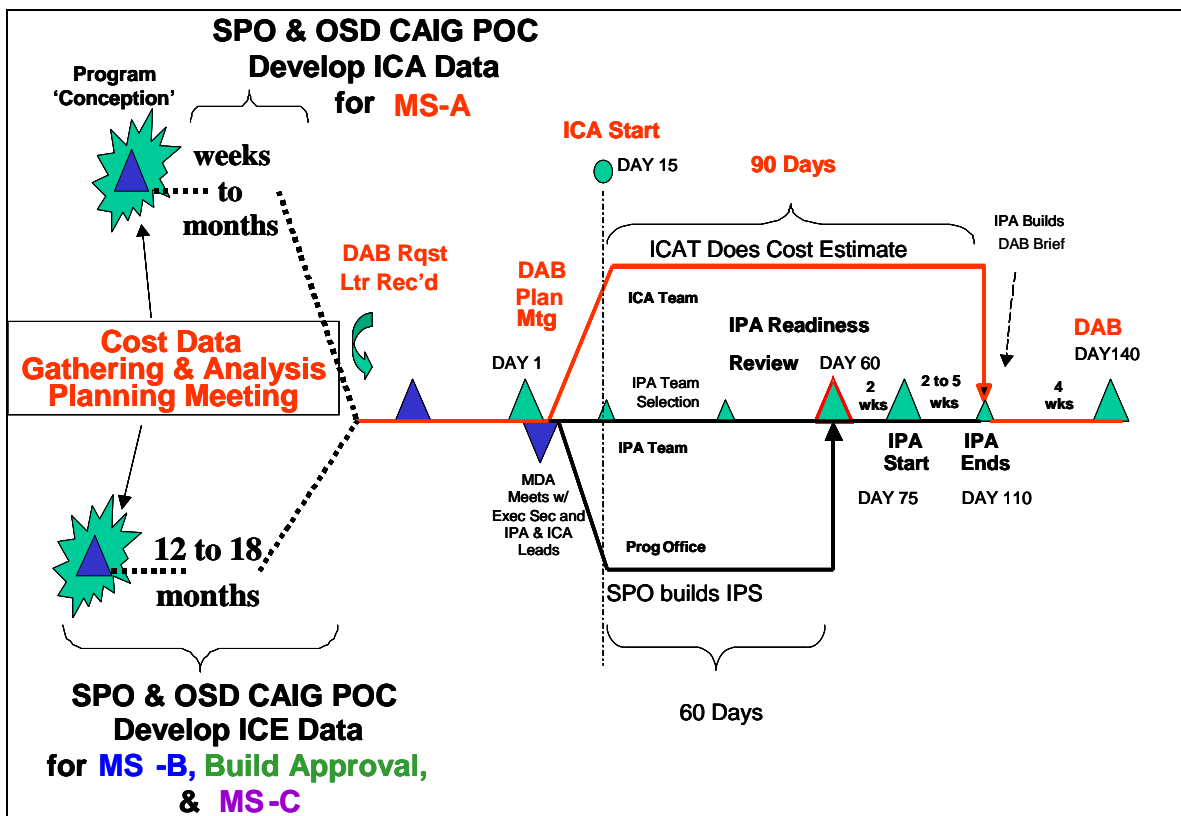 SPO & OSD CAIG POC
Develop ICA Data
for MS-A
Program
‘Conception’
weeks
to
months
ICA Start
DAY 15
90 Days
IPA Builds
DAB Brief
ICAT Does Cost Estimate
DAB Rqst
Ltr Rec’d
DAB
Plan
Mtg
ICA Team
IPA Readiness
Review
DAB
DAY140
Cost Data
Gathering & Analysis
Planning Meeting
DAY 1
IPA Team
Selection
DAY 60
2
wks
2 to 5
wks
4
wks
IPA Team
IPA
Start
IPA
Ends
DAY 75
DAY 110
MDA
Meets w/
Exec Sec and
IPA & ICA
Leads
Prog Office
12 to 18
months
SPO builds IPS
60 Days
SPO & OSD CAIG POC
Develop ICE Data
for MS -B, Build Approval,
& MS-C